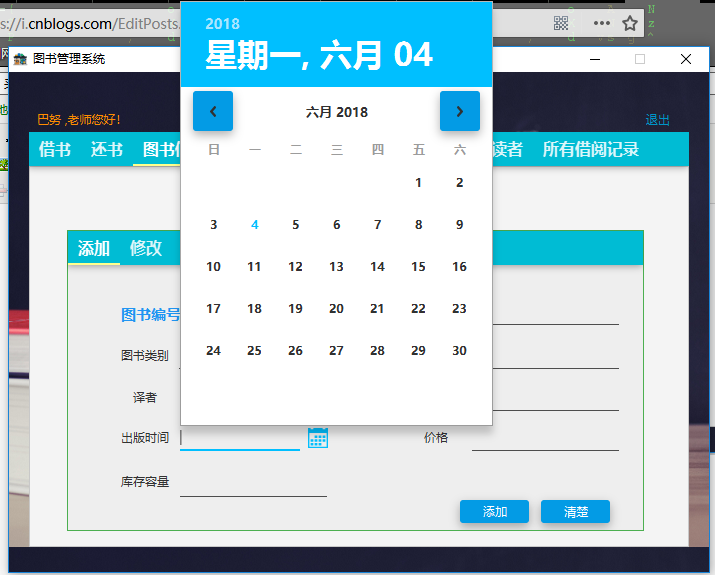 s://i.cnblogs.com/EditPosts.
图书管理系统
2018
星期一, 六月 04
巴努 ,老师您好!
退出
六月 2018
借书 还书 图书 读者 所有借阅记录
日 一 二 三 四 五 六
1 2
3 4 5 6 7 8 9
10 11 12 13 14 15 16
17 18 19 20 21 22 23
24 25 26 27 28 29 30
添加 修改
图书编号
图书类别
译者
出版时间
价格
库存容量
添加 清楚